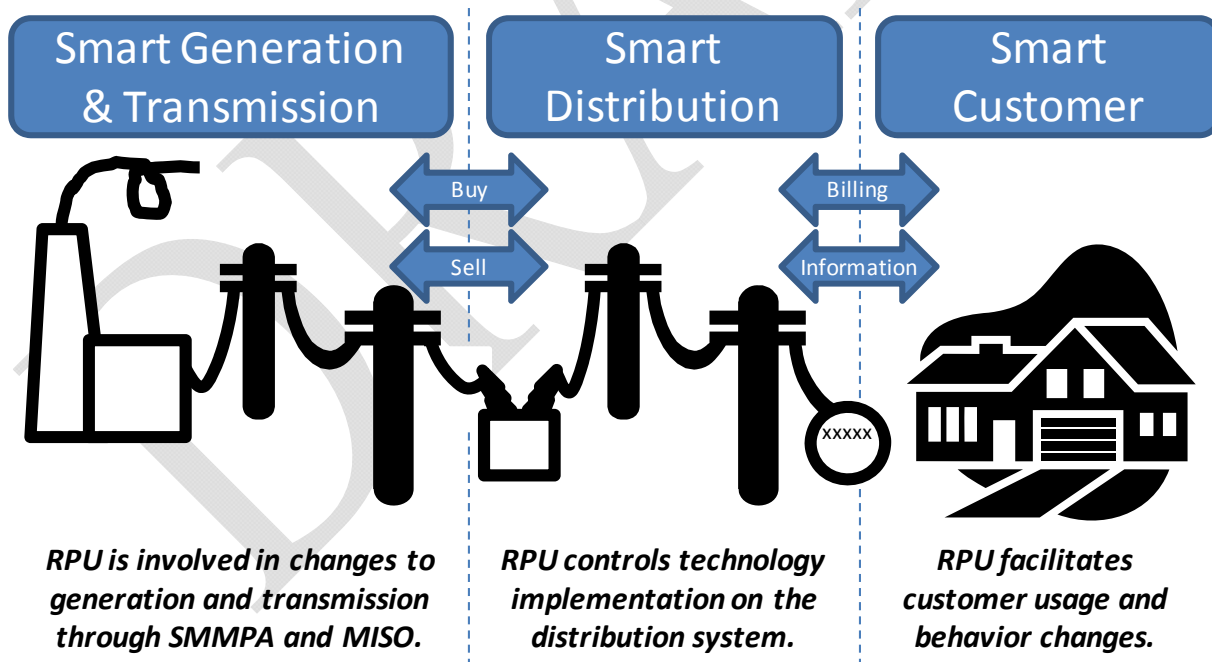 Smart Generation
& Transmission
Smart
Distribution
Smart
Customer
Buy
Billing
Sell
Information
xxxxx
RPU is involved in changes to
generation and transmission
through SMMPA and MISO.
RPU controls technology
implementation on the
distribution system.
RPU facilitates
customer usage and
behavior changes.